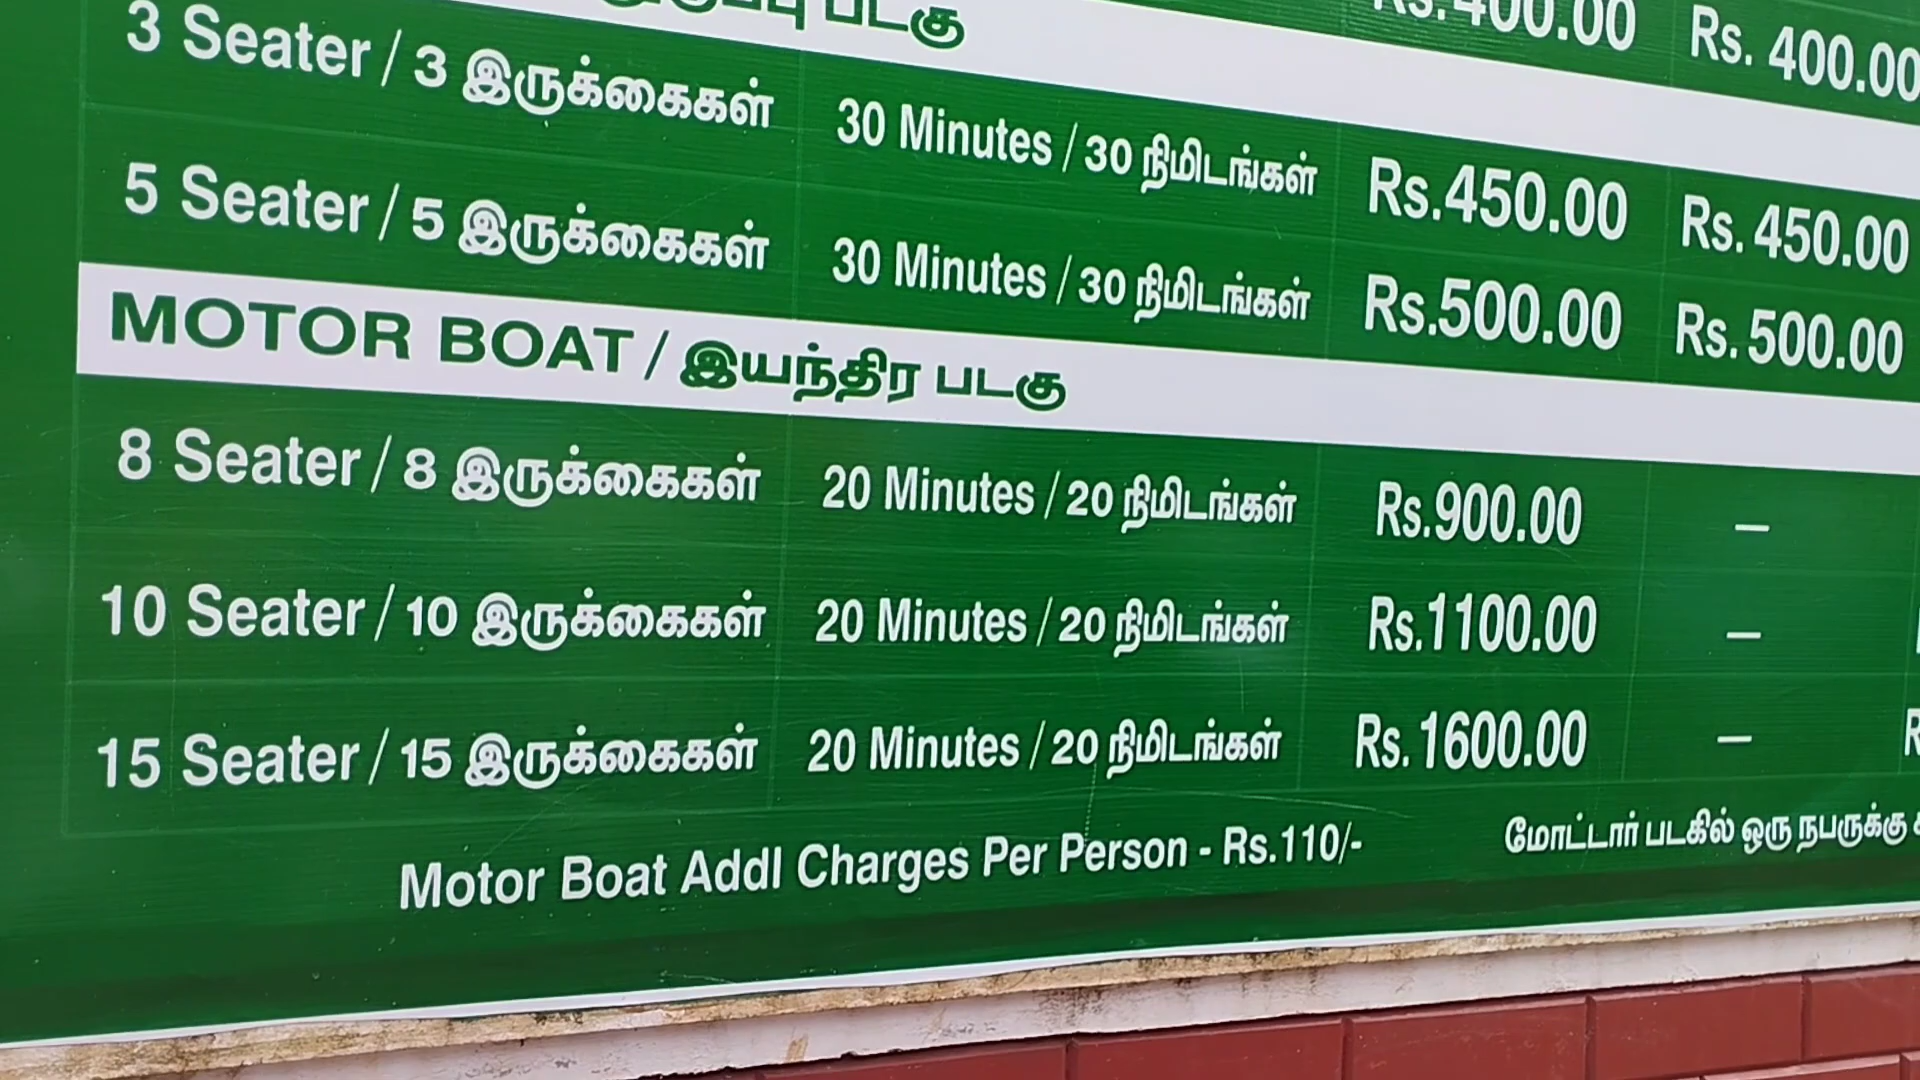 படகு Rs.400.00 Rs. 400.00
3 Seater / 3 இருக்கைகள் 30 Minutes / 30 நிமிடங்கள் Rs.450.00 Rs. 450.00
5 Seater / 5 இருக்கைகள் 30 Minutes / 30 நிமிடங்கள் Rs.500.00 Rs. 500.00
MOTOR BOAT / இயந்திர படகு
8 Seater / 8 இருக்கைகள் 20 Minutes / 20 நிமிடங்கள் Rs.900.00 –
10 Seater / 10 இருக்கைகள் 20 Minutes / 20 நிமிடங்கள் Rs.1100.00 –
15 Seater / 15 இருக்கைகள் 20 Minutes / 20 நிமிடங்கள் Rs. 1600.00 –
Motor Boat Addl Charges Per Person - Rs.110/- மோட்டார் படகில் ஒரு நபருக்கு